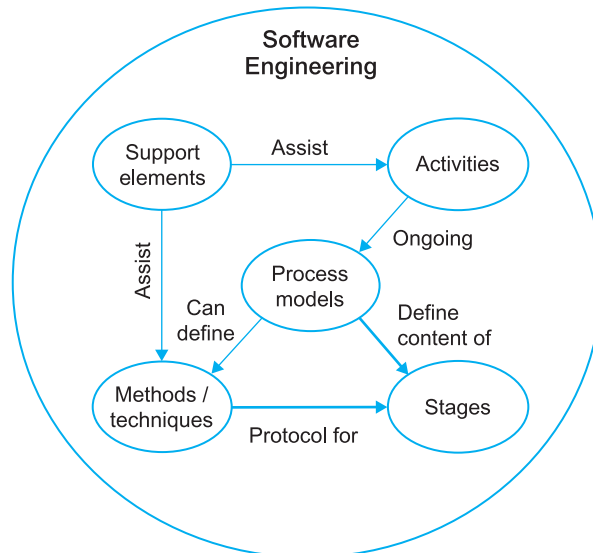 Software
Engineering
Support
elements
Assist
Activities
Assist
Ongoing
Process
models
Can
define
Define
content of
Methods /
techniques
Protocol for
Stages